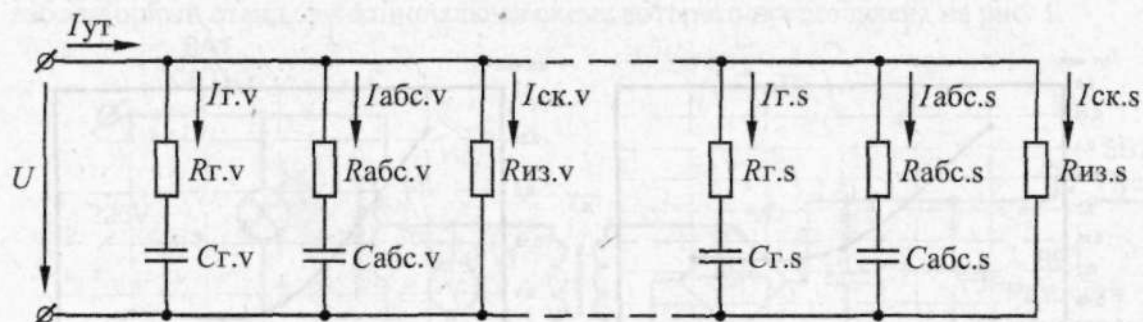 Iут
Iг.v Iабс.v Iск.v Iг.s Iабс.s Iск.s
U Rг.v Rабс.v Rиз.v Rг.s Rабс.s Rиз.s
Cг.v Cабс.v Cг.s Cабс.s